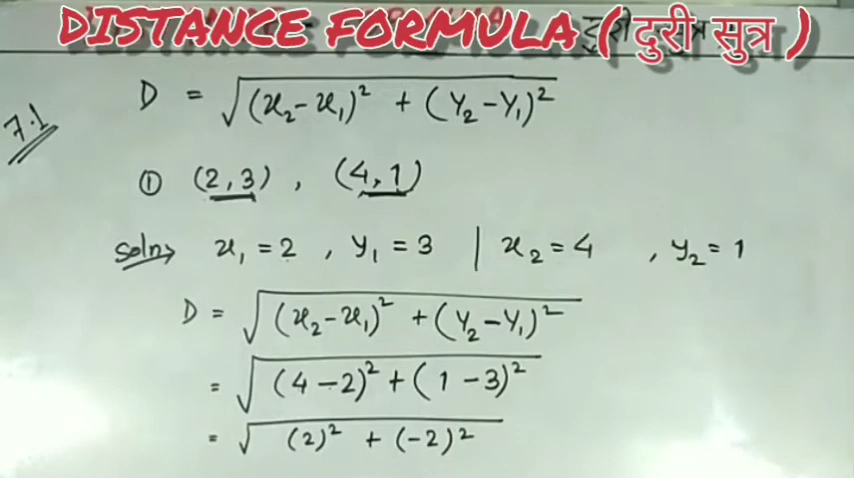 DISTANCE FORMULA ( दुरी सुत्र )
7.1
D = √(x₂-x₁)² + (y₂-y₁)²
① (2,3) , (4,1)
Soln⇒ x₁ = 2 , y₁ = 3 | x₂ = 4 , y₂ = 1
D = √(x₂-x₁)² + (y₂-y₁)²
= √(4-2)² + (1-3)²
= √(2)² + (-2)²